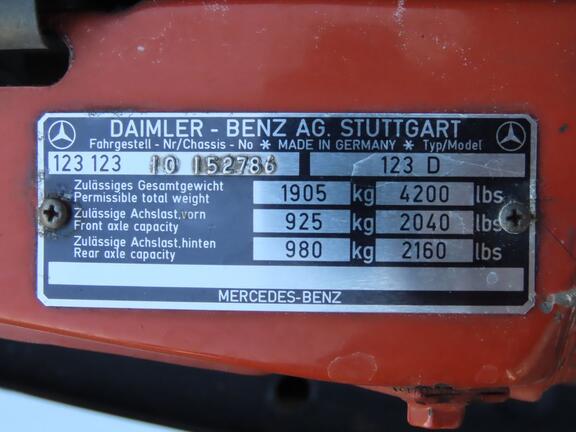 DAIMLER - BENZ AG. STUTTGART
Fahrgestell - Nr/Chassis - No * MADE IN GERMANY * Typ/Model
123 123 10 152786 123 D
Zulässiges Gesamtgewicht
Permissible total weight 1905 kg 4200 lbs
Zulässige Achslast,vorn
Front axle capacity 925 kg 2040 lbs
Zulässige Achslast,hinten
Rear axle capacity 980 kg 2160 lbs
MERCEDES-BENZ